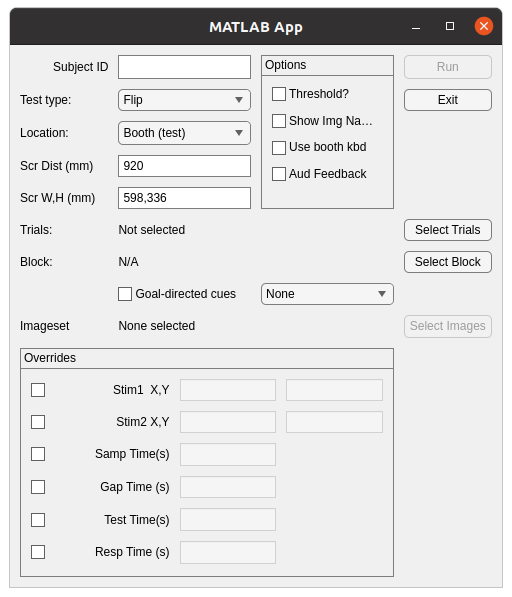 MATLAB App
Subject ID
Options
Run
Test type: Flip
Threshold?
Exit
Location: Booth (test)
Show Img Na...
Use booth kbd
Scr Dist (mm) 920
Aud Feedback
Scr W,H (mm) 598,336
Trials: Not selected Select Trials
Block: N/A Select Block
Goal-directed cues None
Imageset None selected Select Images
Overrides
Stim1 X,Y
Stim2 X,Y
Samp Time(s)
Gap Time (s)
Test Time(s)
Resp Time (s)